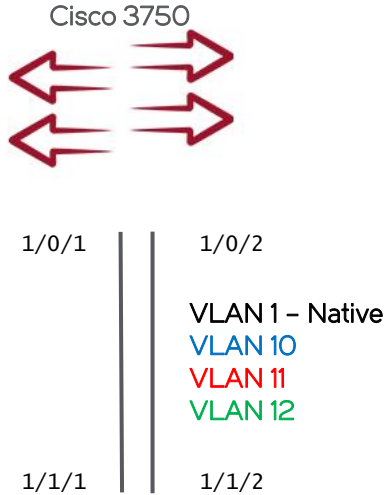 Cisco 3750
1/0/1
1/0/2
VLAN 1 – Native
VLAN 10
VLAN 11
VLAN 12
1/1/1
1/1/2